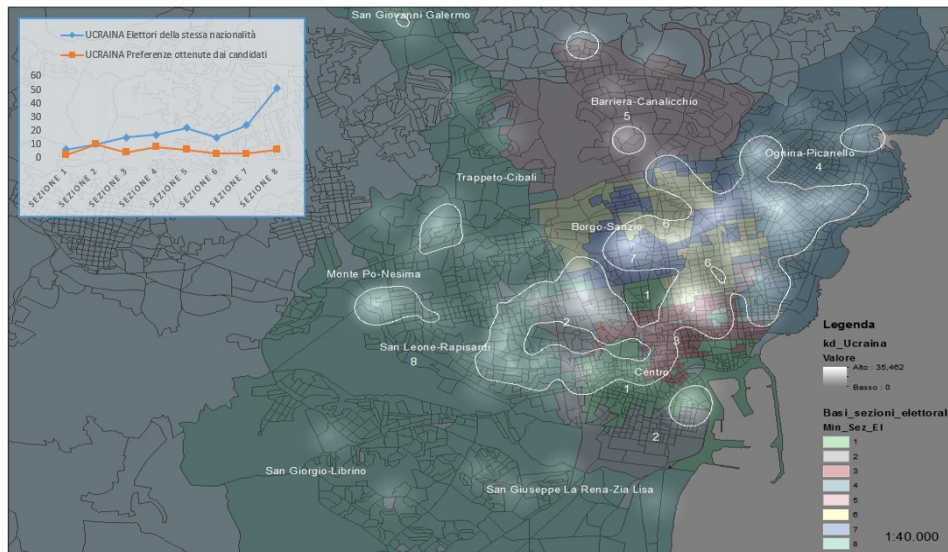 San Giovanni Galermo
UCRAINA Elettori della stessa nazionalità
UCRAINA Preferenze ottenute dai candidati
60
50
40
30
20
10
0
SEZIONE 1
SEZIONE 2
SEZIONE 3
SEZIONE 4
SEZIONE 5
SEZIONE 6
SEZIONE 7
SEZIONE 8
Barriera-Canalicchio
5
Ognina-Picanello
4
Trappeto-Cibali
Borgo-Sanzio
6
7
6
Monte Po-Nesima
1
2
San Leone-Rapisardi
8
3
Centro
1
2
San Giorgio-Librino
San Giuseppe La Rena-Zia Lisa
Legenda
kd_Ucraina
Valore
Alto : 35,462
Basso : 0
Basi_sezioni_elettoral
Min_Sez_El
1
2
3
4
5
6
7
8
1:40.000